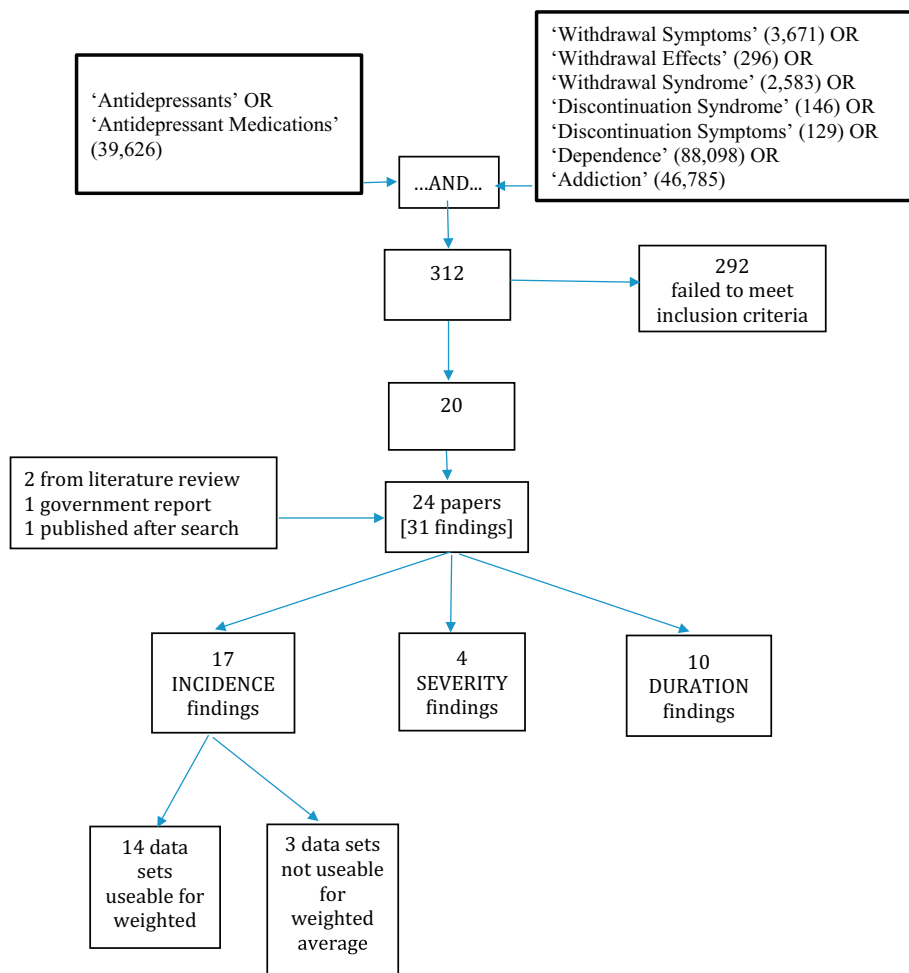 ‘Antidepressants’ OR
‘Antidepressant Medications’
(39,626)
‘Withdrawal Symptoms’ (3,671) OR
‘Withdrawal Effects’ (296) OR
‘Withdrawal Syndrome’ (2,583) OR
‘Discontinuation Syndrome’ (146) OR
‘Discontinuation Symptoms’ (129) OR
‘Dependence’ (88,098) OR
‘Addiction’ (46,785)
...AND...
312
292
failed to meet
inclusion criteria
20
2 from literature review
1 government report
1 published after search
24 papers
[31 findings]
17
INCIDENCE
findings
4
SEVERITY
findings
10
DURATION
findings
14 data
sets
useable for
weighted
3 data sets
not useable
for
weighted
average